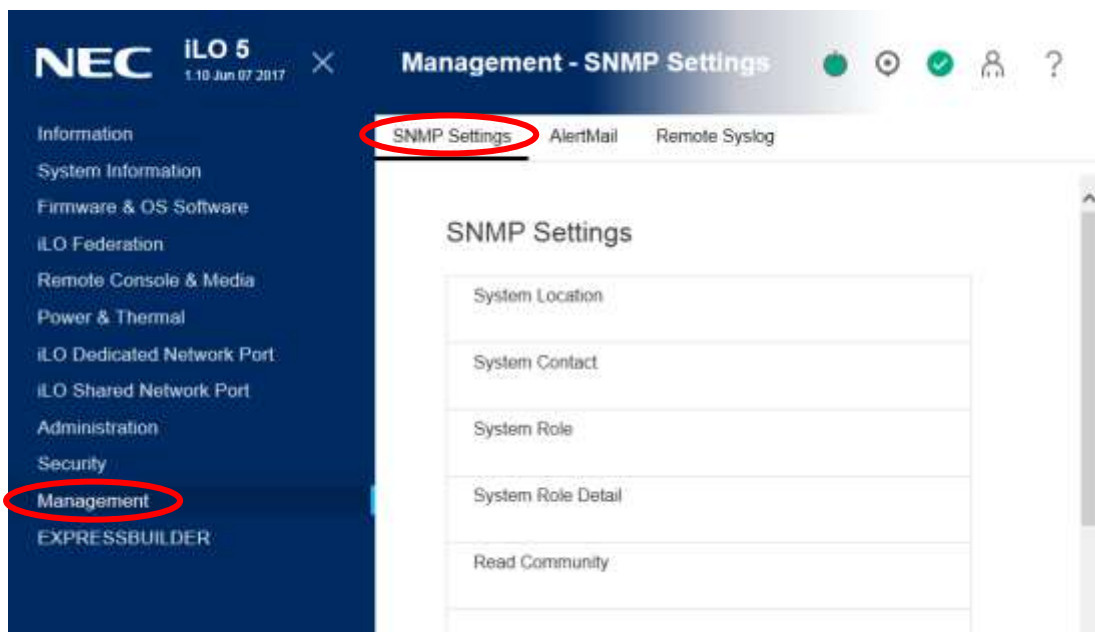 NEC iLO 5
1.10 Jun 07 2017
Management - SNMP Settings
?
Information
System Information
Firmware & OS Software
iLO Federation
Remote Console & Media
Power & Thermal
iLO Dedicated Network Port
iLO Shared Network Port
Administration
Security
Management
EXPRESSBUILDER
SNMP Settings AlertMail Remote Syslog
SNMP Settings
System Location
System Contact
System Role
System Role Detail
Read Community